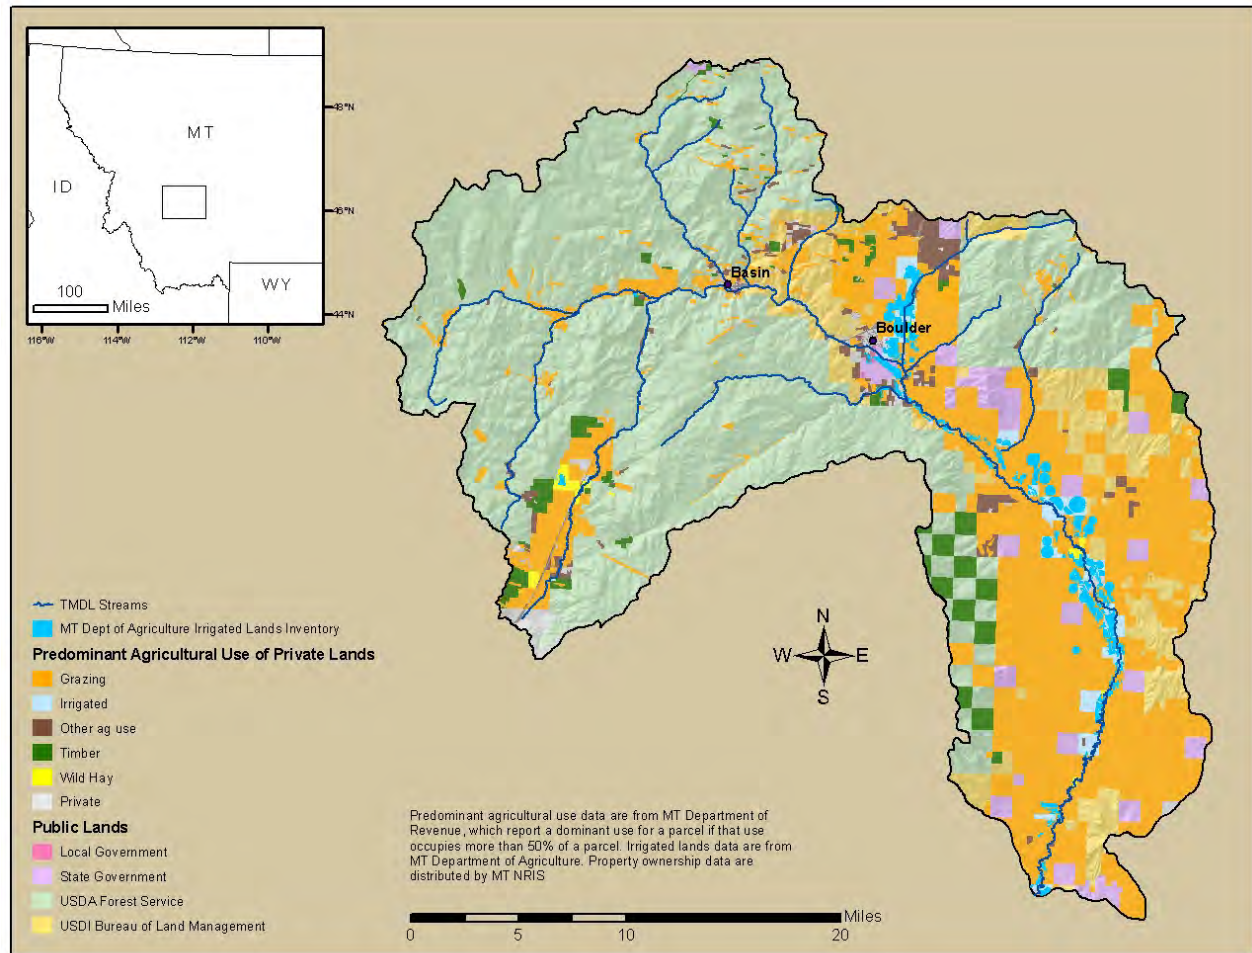 MT
ID
WY
48°N
46°N
44°N
100
Miles
116°W
114°W
112°W
110°W
Basin
Boulder
TMDL Streams
MT Dept of Agriculture Irrigated Lands Inventory
Predominant Agricultural Use of Private Lands
Grazing
Irrigated
Other ag use
Timber
Wild Hay
Private
Public Lands
Local Government
State Government
USDA Forest Service
USDI Bureau of Land Management
N
W
E
S
Predominant agricultural use data are from MT Department of
Revenue, which report a dominant use for a parcel if that use
occupies more than 50% of a parcel. Irrigated lands data are from
MT Department of Agriculture. Property ownership data are
distributed by MT NRIS
Miles
0
5
10
20